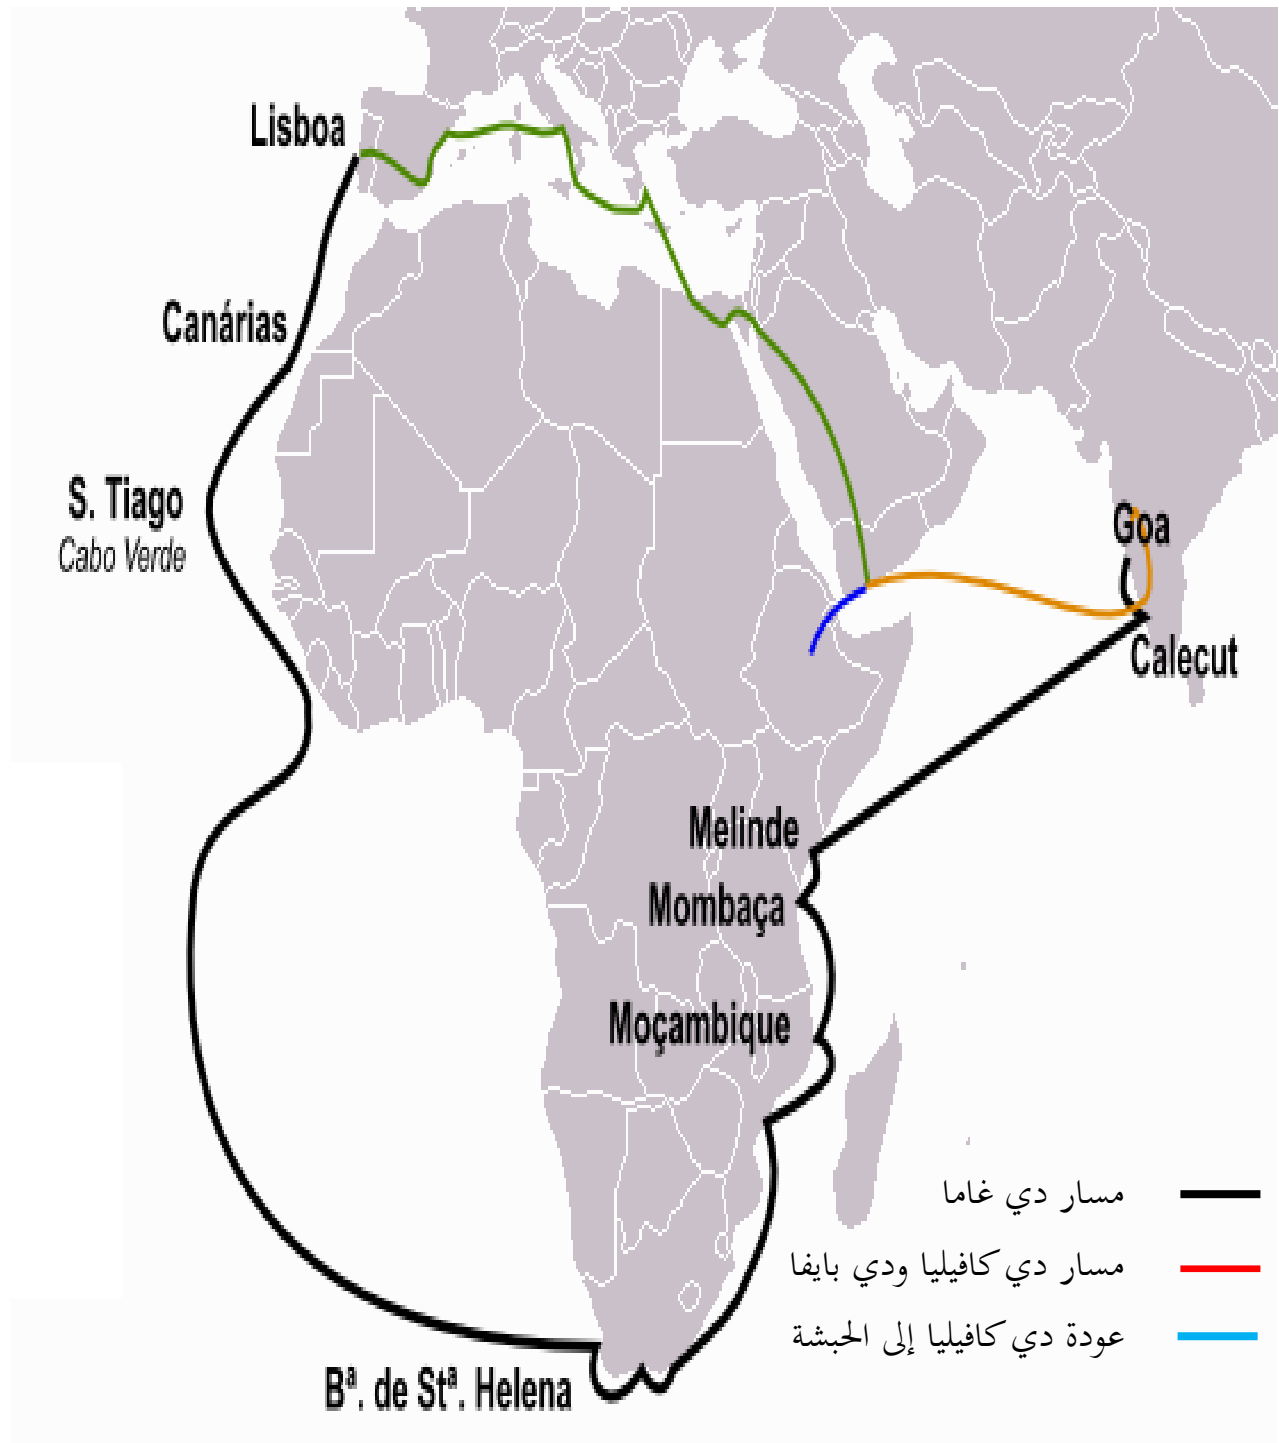 Lisboa
Canárias
S. Tiago
Cabo Verde
Goa
Calecut
Melinde
Mombaça
Moçambique
مسار دي غاما
مسار دي كافيليا ودي بايفا
عودة دي كافيليا إلى الحبشة
Bª. de Stª. Helena